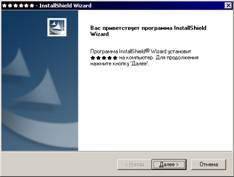 ★★★★★★ - InstallShield Wizard
Вас приветствует программа InstallShield
Wizard
Программа InstallShield® Wizard установит
★★★★★ на компьютер. Для продолжения
нажмите кнопку "Далее".
< Назад
Далее >
Отмена